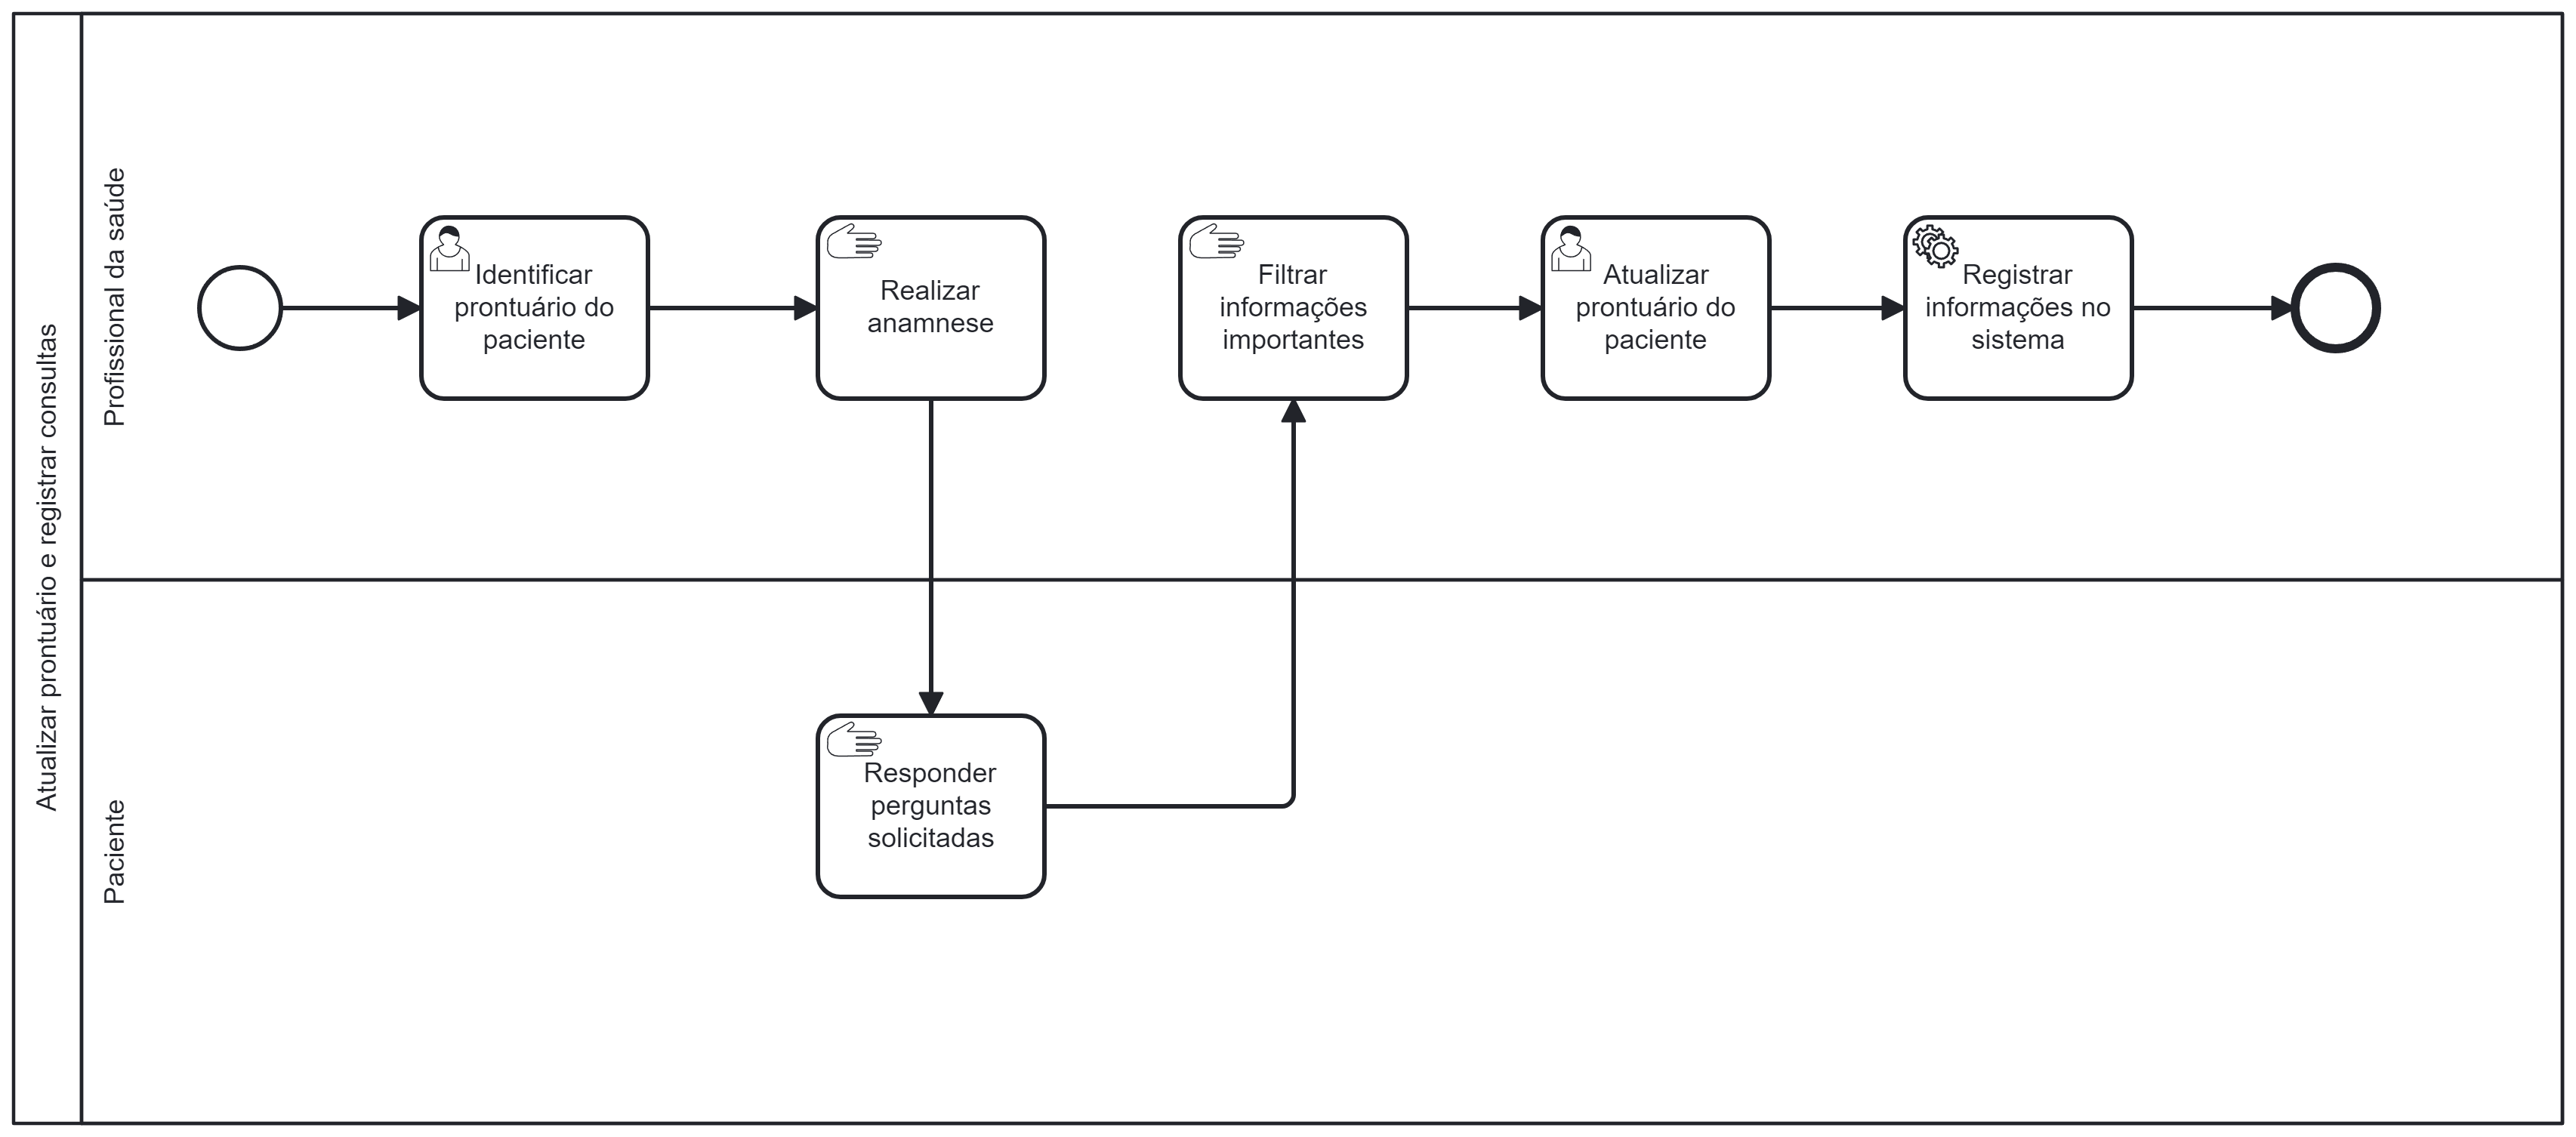 Atualizar prontuário e registrar consultas
Profissional da saúde
Identificar
prontuário do
paciente
Realizar
anamnese
Filtrar
informações
importantes
Atualizar
prontuário do
paciente
Registrar
informações no
sistema
Paciente
Responder
perguntas
solicitadas